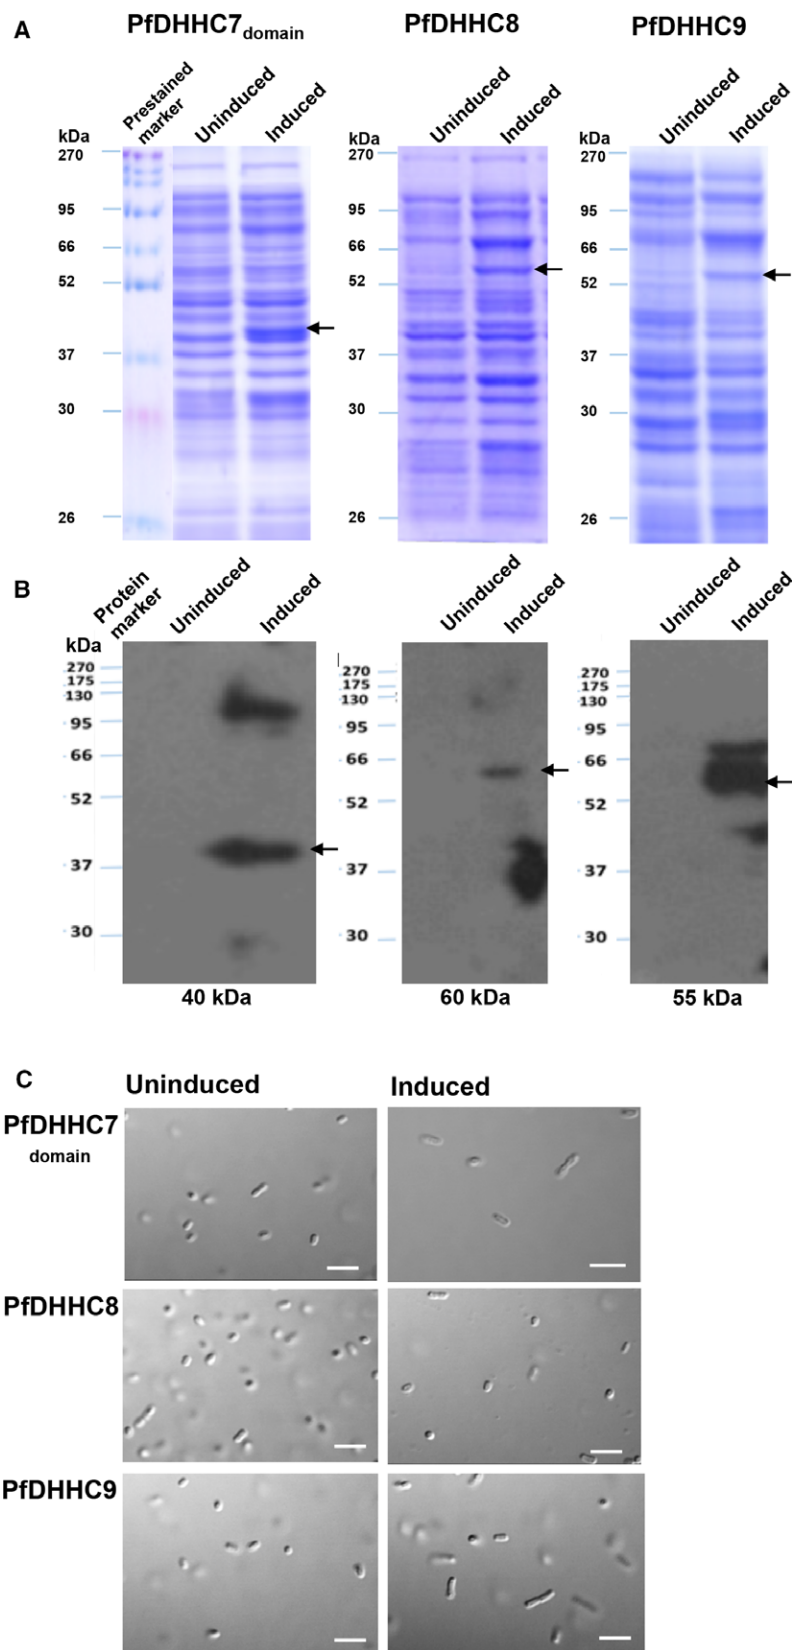 A
PfDHHC7domain
PfDHHC8
PfDHHC9
Prestained
marker
Uninduced
Induced
Uninduced
Induced
Uninduced
Induced
kDa
270
95
66
52
37
30
26
kDa
270
95
66
52
37
30
26
kDa
270
95
66
52
37
30
26
B
Protein
marker
Uninduced
Induced
Uninduced
Induced
Uninduced
Induced
kDa
270
175
130
95
66
52
37
30
270
175
130
95
66
52
37
30
270
175
130
95
66
52
37
30
40 kDa
60 kDa
55 kDa
C
Uninduced
Induced
PfDHHC7
domain
PfDHHC8
PfDHHC9